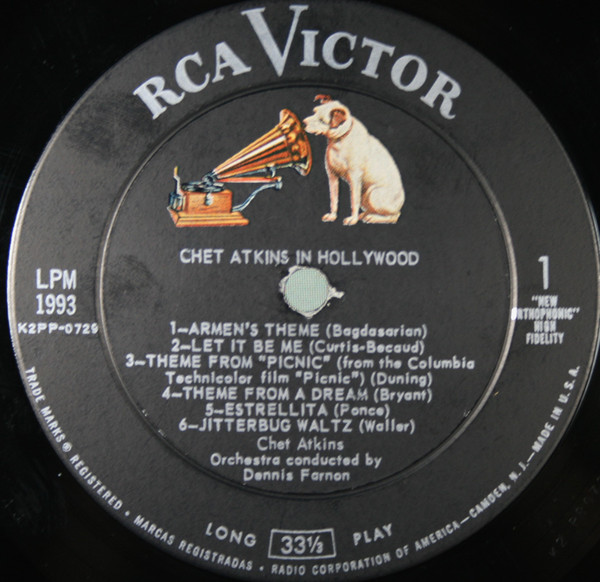 RCA VICTOR
CHET ATKINS IN HOLLYWOOD
LPM
1993
K2PP-0729
1
"NEW
ORTHOPHONIC"
HIGH
FIDELITY
1—ARMEN'S THEME (Bagdasarian)
2—LET IT BE ME (Curtis-Becaud)
3—THEME FROM "PICNIC" (from the Columbia
Technicolor film "Picnic") (Duning)
4—THEME FROM A DREAM (Bryant)
5—ESTRELLITA (Ponce)
6—JITTERBUG WALTZ (Waller)
Chet Atkins
Orchestra conducted by
Dennis Farnon
LONG 33⅓ PLAY
TRADE MARKS ® REGISTERED • MARCAS REGISTRADAS • RADIO CORPORATION OF AMERICA—CAMDEN, N.J.—MADE IN U.S.A.